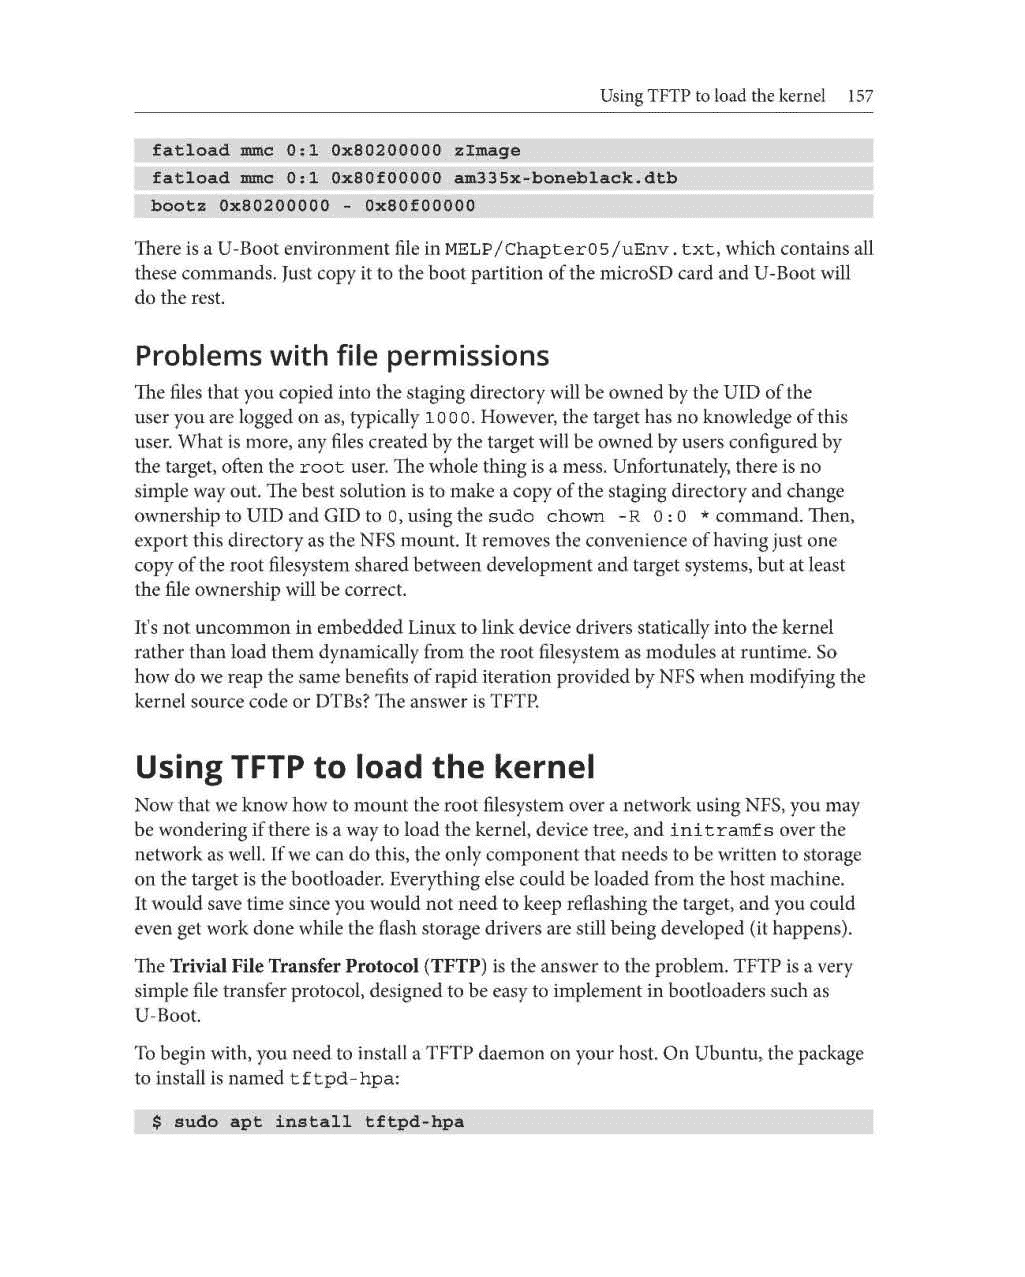 Using TFTP to load the kernel 157
fatload mmc 0:1 0x80200000 zImage
fatload mmc 0:1 0x80f00000 am335x-boneblack.dtb
bootz 0x80200000 - 0x80f00000
There is a U-Boot environment file in MELP/Chapter05/uEnv.txt, which contains all
these commands. Just copy it to the boot partition of the microSD card and U-Boot will
do the rest.
Problems with file permissions
The files that you copied into the staging directory will be owned by the UID of the
user you are logged on as, typically 1000. However, the target has no knowledge of this
user. What is more, any files created by the target will be owned by users configured by
the target, often the root user. The whole thing is a mess. Unfortunately, there is no
simple way out. The best solution is to make a copy of the staging directory and change
ownership to UID and GID to 0, using the sudo chown -R 0:0 * command. Then,
export this directory as the NFS mount. It removes the convenience of having just one
copy of the root filesystem shared between development and target systems, but at least
the file ownership will be correct.
It's not uncommon in embedded Linux to link device drivers statically into the kernel
rather than load them dynamically from the root filesystem as modules at runtime. So
how do we reap the same benefits of rapid iteration provided by NFS when modifying the
kernel source code or DTBs? The answer is TFTP.
Using TFTP to load the kernel
Now that we know how to mount the root filesystem over a network using NFS, you may
be wondering if there is a way to load the kernel, device tree, and initramfs over the
network as well. If we can do this, the only component that needs to be written to storage
on the target is the bootloader. Everything else could be loaded from the host machine.
It would save time since you would not need to keep reflashing the target, and you could
even get work done while the flash storage drivers are still being developed (it happens).
The Trivial File Transfer Protocol (TFTP) is the answer to the problem. TFTP is a very
simple file transfer protocol, designed to be easy to implement in bootloaders such as
U-Boot.
To begin with, you need to install a TFTP daemon on your host. On Ubuntu, the package
to install is named tftpd-hpa:
$ sudo apt install tftpd-hpa